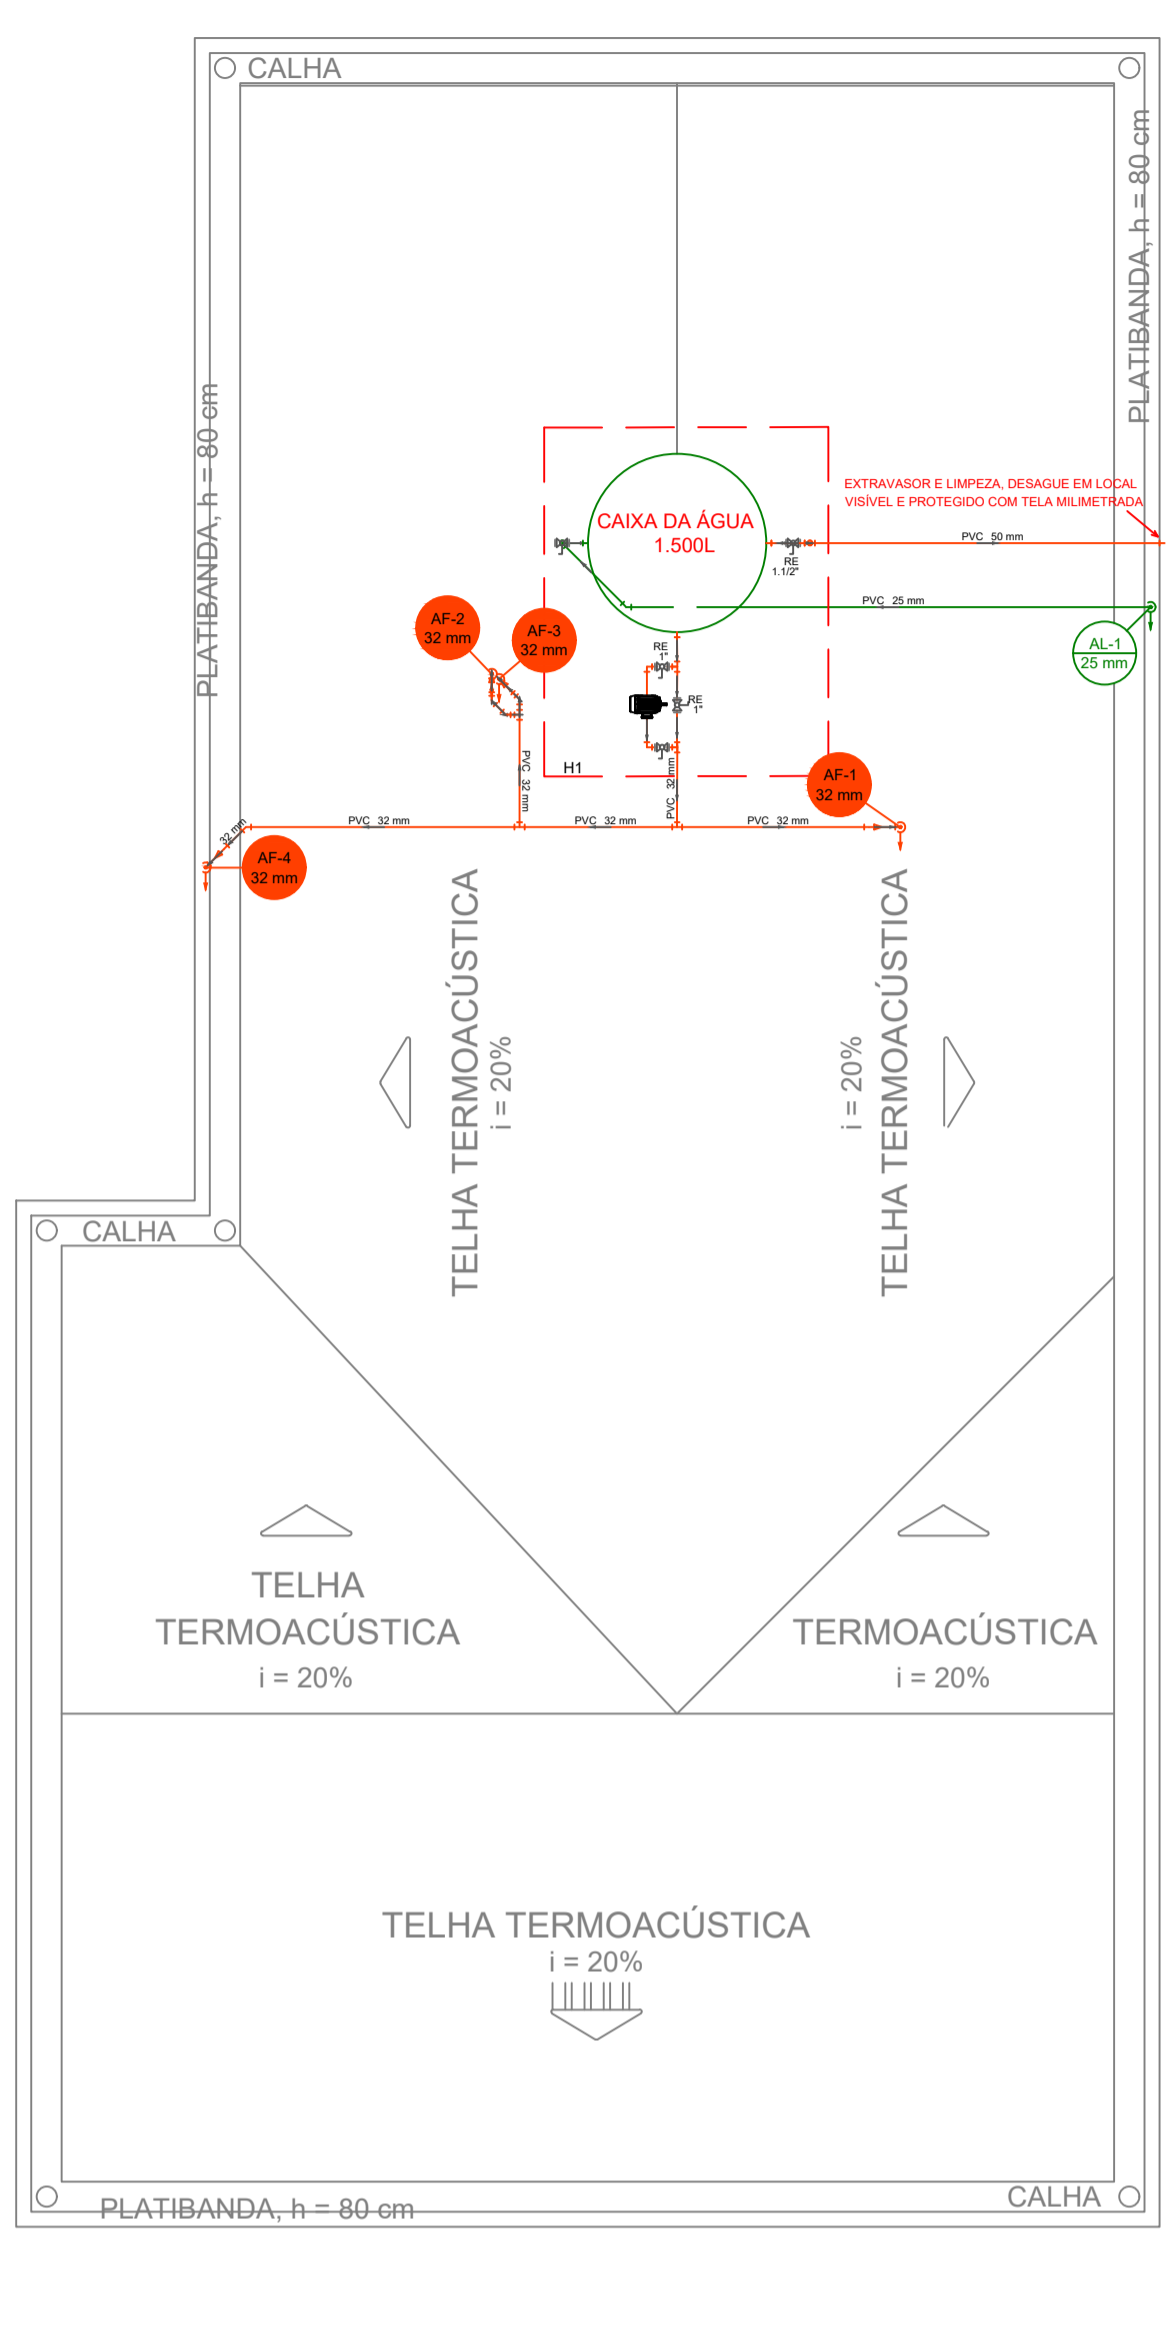 CALHA
PLATIBANDA, h = 80 cm
PLATIBANDA, h = 80 cm
EXTRAVASOR E LIMPEZA, DESAGUE EM LOCAL
VISÍVEL E PROTEGIDO COM TELA MILIMETRADA
CAIXA DA ÁGUA
1.500L
PVC 50 mm
RE
1.1/2"
PVC 25 mm
AL-1
25 mm
AF-2
32 mm
AF-3
32 mm
RE
1"
RE
1"
H1
PVC 32 mm
PVC 32 mm
AF-1
32 mm
PVC 32 mm
PVC 32 mm
PVC 32 mm
32 mm
AF-4
32 mm
TELHA TERMOACÚSTICA
i = 20%
i = 20%
TELHA TERMOACÚSTICA
CALHA
TELHA
TERMOACÚSTICA
i = 20%
TERMOACÚSTICA
i = 20%
TELHA TERMOACÚSTICA
i = 20%
CALHA
PLATIBANDA, h = 80 cm